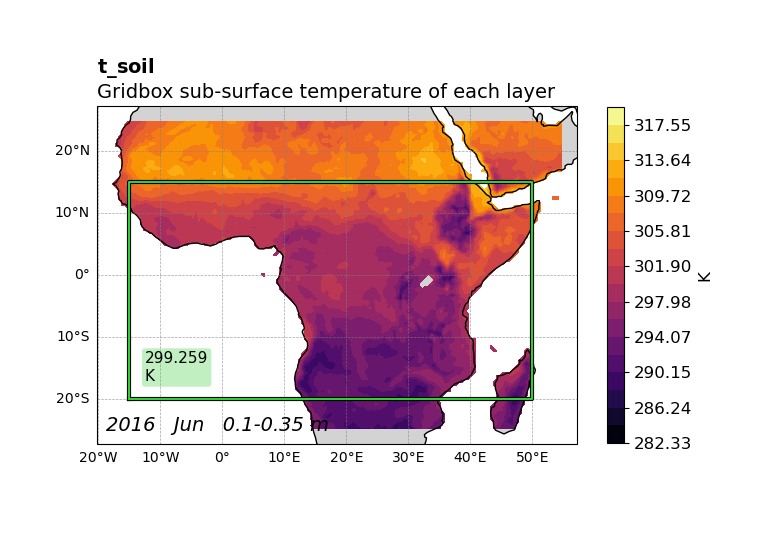 t_soil
Gridbox sub-surface temperature of each layer
20°N
10°N
0°
10°S
20°S
299.259
K
2016 Jun 0.1-0.35 m
20°W 10°W 0° 10°E 20°E 30°E 40°E 50°E
317.55
313.64
309.72
305.81
301.90
297.98
294.07
290.15
286.24
282.33
K